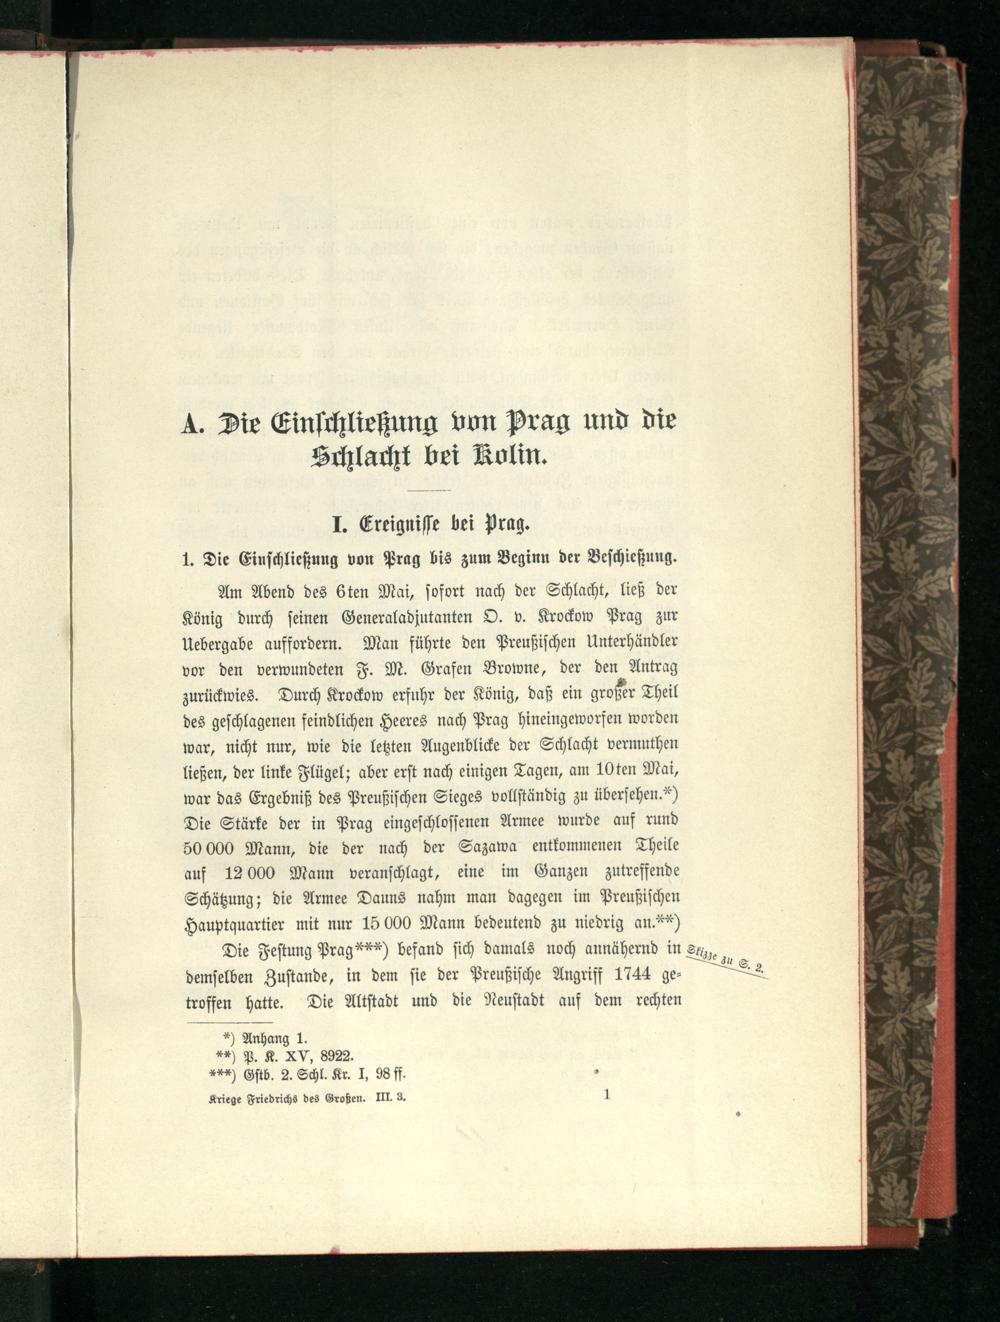 A. Die Einschließung von Prag und die
Schlacht bei Kolin.
I. Ereignisse bei Prag.
1. Die Einschließung von Prag bis zum Beginn der Beschießung.
Am Abend des 6ten Mai, sofort nach der Schlacht, ließ der
König durch seinen Generaladjutanten O. v. Krockow Prag zur
Uebergabe auffordern. Man führte den Preußischen Unterhändler
vor den verwundeten F. M. Grafen Browne, der den Antrag
zurückwies. Durch Krockow erfuhr der König, daß ein großer Theil
des geschlagenen feindlichen Heeres nach Prag hineingeworfen worden
war, nicht nur, wie die letzten Augenblicke der Schlacht vermuthen
ließen, der linke Flügel; aber erst nach einigen Tagen, am 10ten Mai,
war das Ergebniß des Preußischen Sieges vollständig zu übersehen.*)
Die Stärke der in Prag eingeschlossenen Armee wurde auf rund
50 000 Mann, die der nach der Sazawa entkommenen Theile
auf 12 000 Mann veranschlagt, eine im Ganzen zutreffende
Schätzung; die Armee Dauns nahm man dagegen im Preußischen
Hauptquartier mit nur 15 000 Mann bedeutend zu niedrig an.**)
Die Festung Prag***) befand sich damals noch annähernd in
Skizze zu S. 2.
demselben Zustande, in dem sie der Preußische Angriff 1744 ge-
troffen hatte. Die Altstadt und die Neustadt auf dem rechten
*) Anhang 1.
**) P. K. XV, 8922.
***) Gstb. 2. Schl. Kr. I, 98 ff.
Kriege Friedrichs des Großen. III. 3.
1